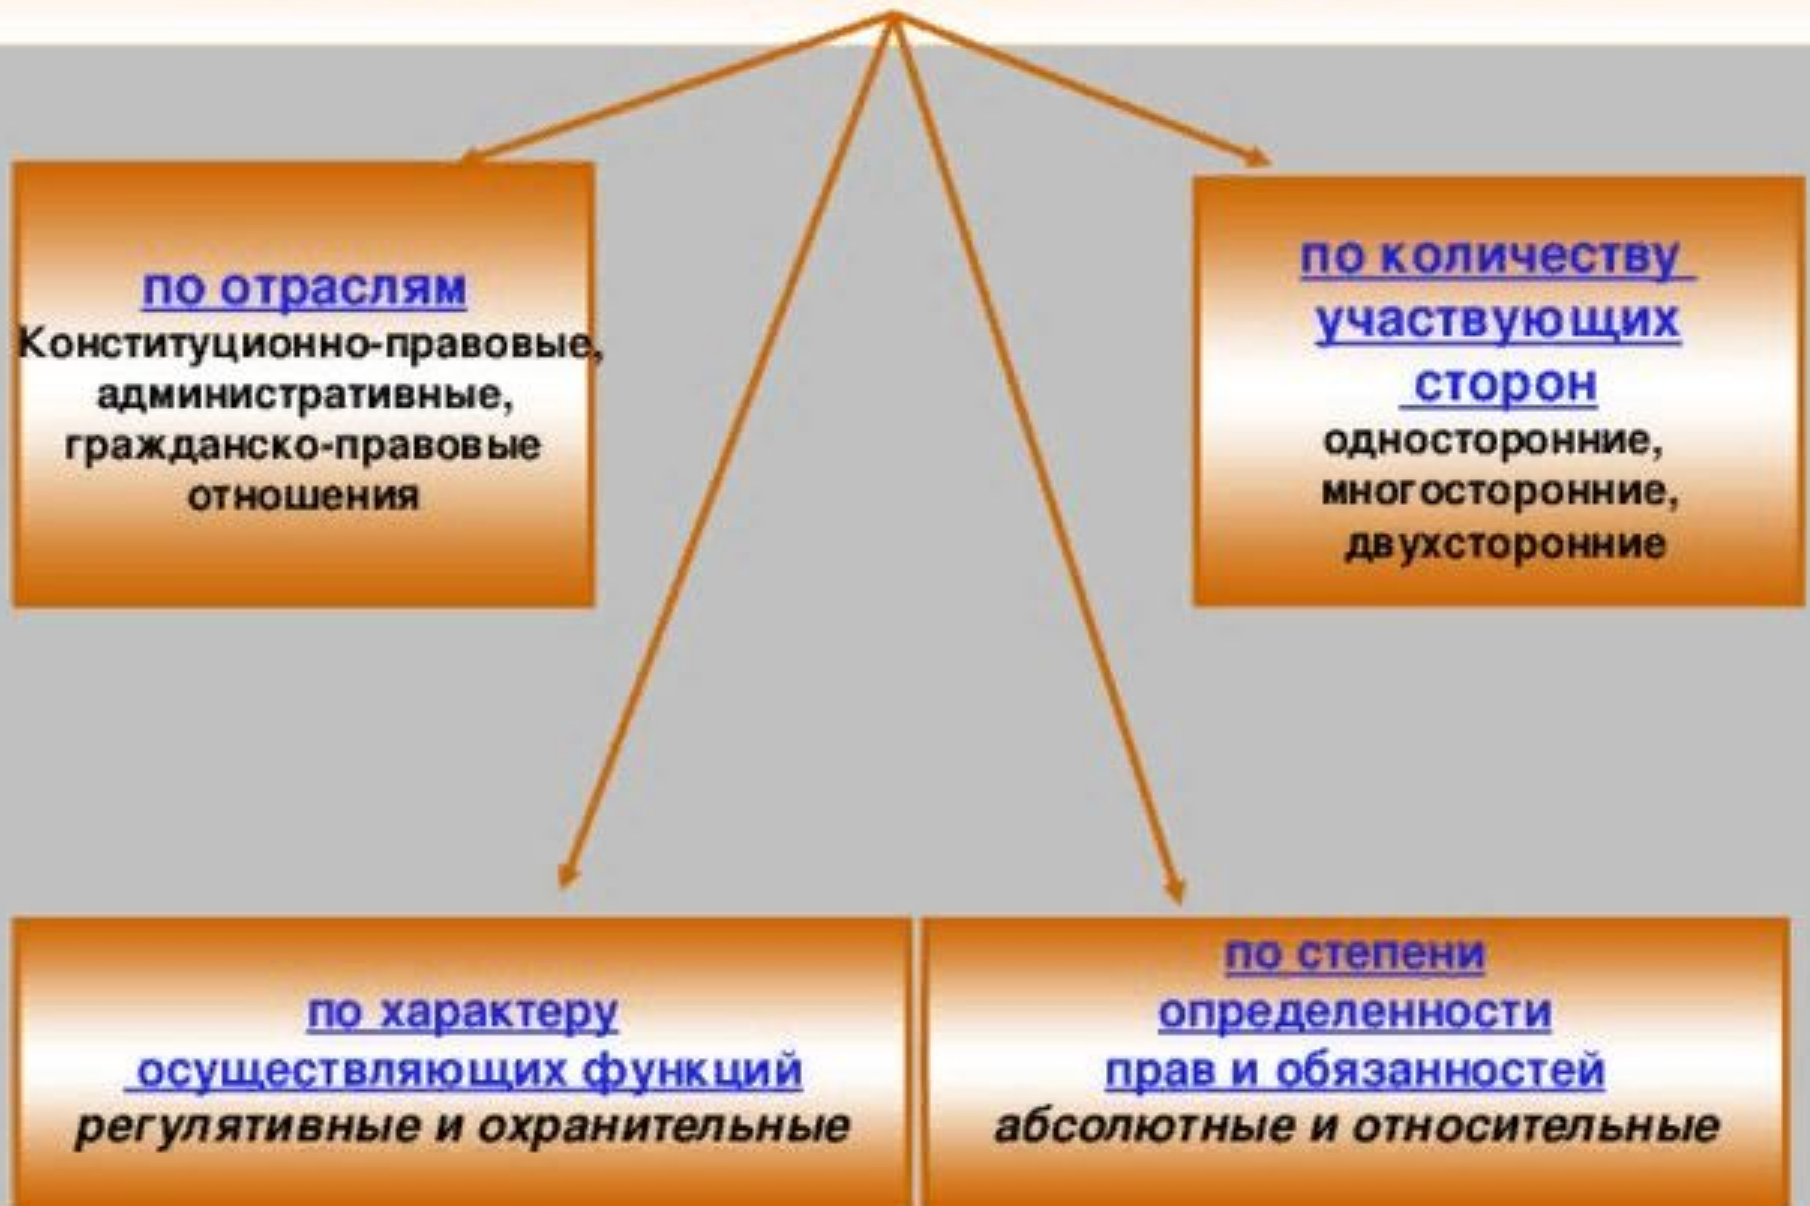 по отраслям
Конституционно-правовые,
административные,
гражданско-правовые
отношения
по количеству
участвующих
сторон
односторонние,
многосторонние,
двухсторонние
по характеру
осуществляющих функций
регулятивные и охранительные
по степени
определенности
прав и обязанностей
абсолютные и относительные